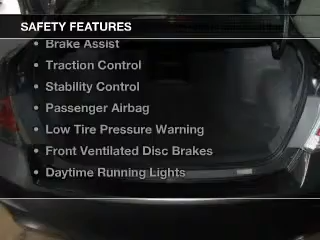 SAFETY FEATURES
• Brake Assist
• Traction Control
• Stability Control
• Passenger Airbag
• Low Tire Pressure Warning
• Front Ventilated Disc Brakes
• Daytime Running Lights